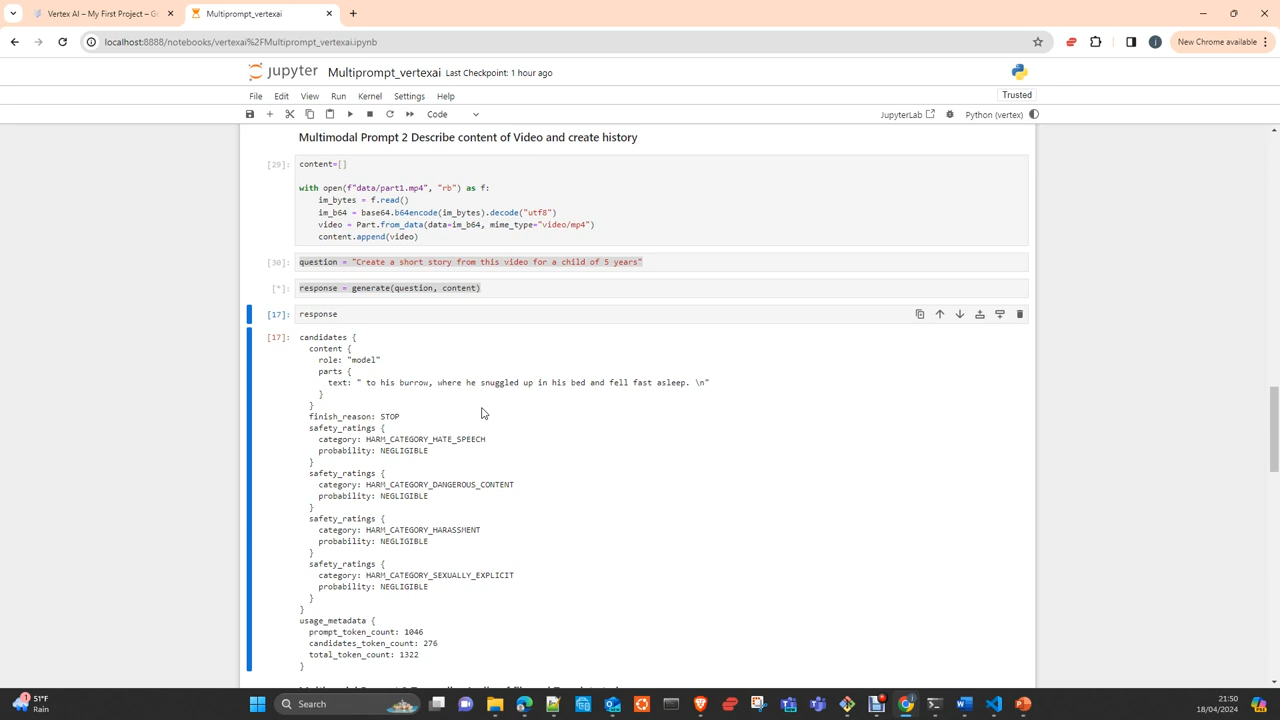 Vertex AI – My First Project – Go
Multiprompt_vertexai
localhost:8888/notebooks/vertexai%2FMultiprompt_vertexai.ipynb
New Chrome available
jupyter Multiprompt_vertexai Last Checkpoint: 1 hour ago
File Edit View Run Kernel Settings Help
Trusted
Code
JupyterLab
Python (vertex)
Multimodal Prompt 2 Describe content of Video and create history
[29]: content=[]
with open(f"data/part1.mp4", "rb") as f:
im_bytes = f.read()
im_b64 = base64.b64encode(im_bytes).decode("utf8")
video = Part.from_data(data=im_b64, mime_type="video/mp4")
content.append(video)
[30]: question = "Create a short story from this video for a child of 5 years"
[*]: response = generate(question, content)
[17]: response
[17]: candidates {
content {
role: "model"
parts {
text: " to his burrow, where he snuggled up in his bed and fell fast asleep. \n"
}
}
finish_reason: STOP
safety_ratings {
category: HARM_CATEGORY_HATE_SPEECH
probability: NEGLIGIBLE
}
safety_ratings {
category: HARM_CATEGORY_DANGEROUS_CONTENT
probability: NEGLIGIBLE
}
safety_ratings {
category: HARM_CATEGORY_HARASSMENT
probability: NEGLIGIBLE
}
safety_ratings {
category: HARM_CATEGORY_SEXUALLY_EXPLICIT
probability: NEGLIGIBLE
}
}
usage_metadata {
prompt_token_count: 1046
candidates_token_count: 276
total_token_count: 1322
}
51°F
Rain
Search
21:50
18/04/2024